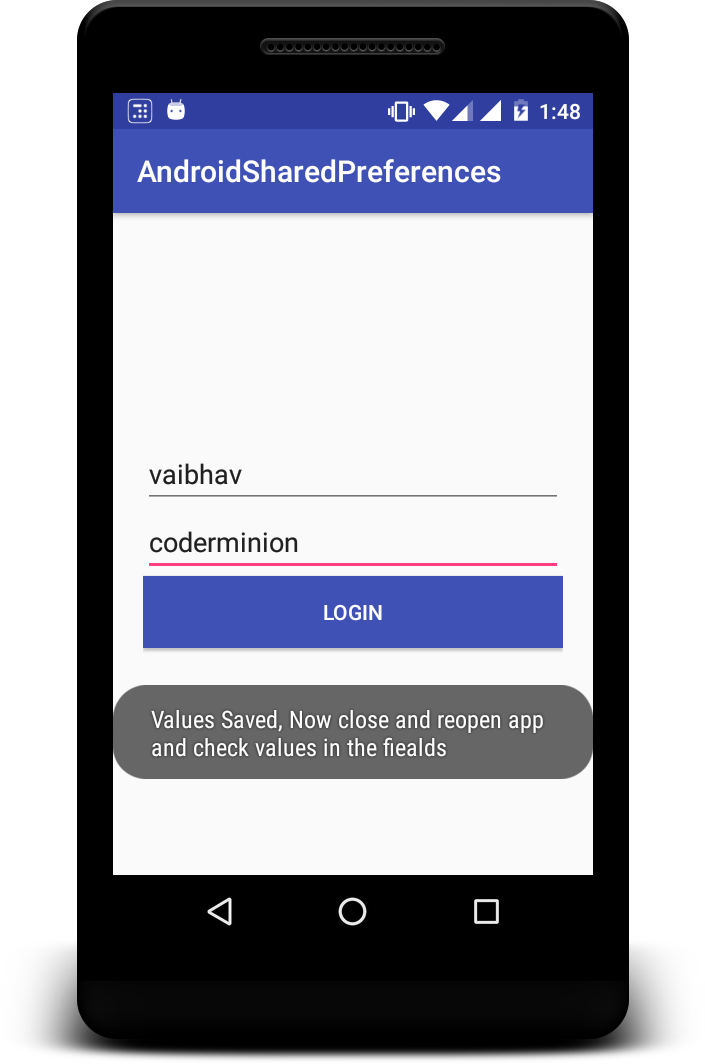 1:48
AndroidSharedPreferences
vaibhav
coderminion
LOGIN
Values Saved, Now close and reopen app
and check values in the fiealds